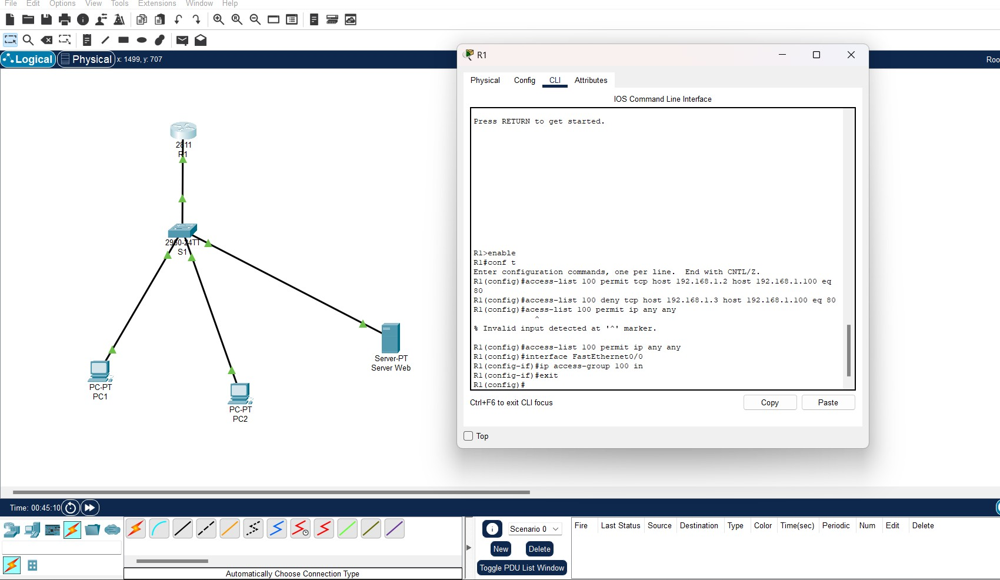 File Edit Options View Tools Extensions Window Help
Logical Physical x: 1499, y: 707
Roo
2811
R1
2960-24TT
S1
PC-PT
PC1
PC-PT
PC2
Server-PT
Server Web
R1
Physical Config CLI Attributes
IOS Command Line Interface
Press RETURN to get started.
R1>enable
R1#conf t
Enter configuration commands, one per line.  End with CNTL/Z.
R1(config)#access-list 100 permit tcp host 192.168.1.2 host 192.168.1.100 eq
80
R1(config)#access-list 100 deny tcp host 192.168.1.3 host 192.168.1.100 eq 80
R1(config)#acess-list 100 permit ip any any
^
% Invalid input detected at '^' marker.
R1(config)#access-list 100 permit ip any any
R1(config)#interface FastEthernet0/0
R1(config-if)#ip access-group 100 in
R1(config-if)#exit
R1(config)#
Ctrl+F6 to exit CLI focus
Copy Paste
Top
Time: 00:45:10
Automatically Choose Connection Type
Scenario 0
New Delete
Toggle PDU List Window
Fire Last Status Source Destination Type Color Time(sec) Periodic Num Edit Delete